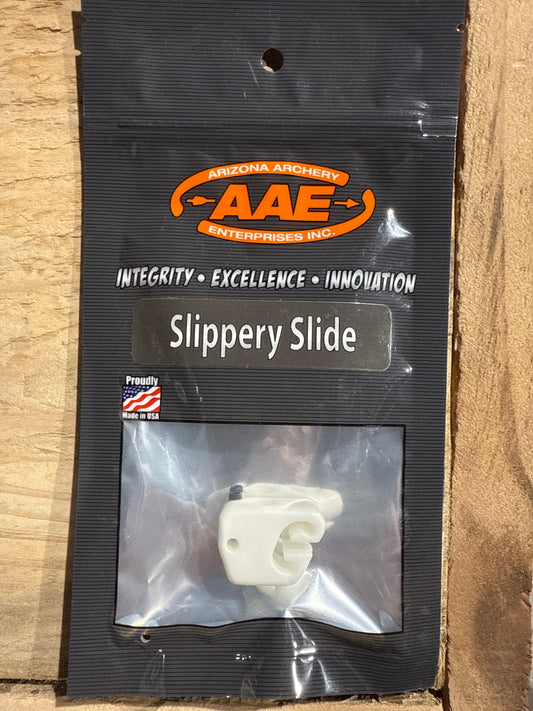 ARIZONA ARCHERY
AAE
ENTERPRISES INC.
INTEGRITY • EXCELLENCE • INNOVATION
Slippery Slide
Proudly
Made in USA